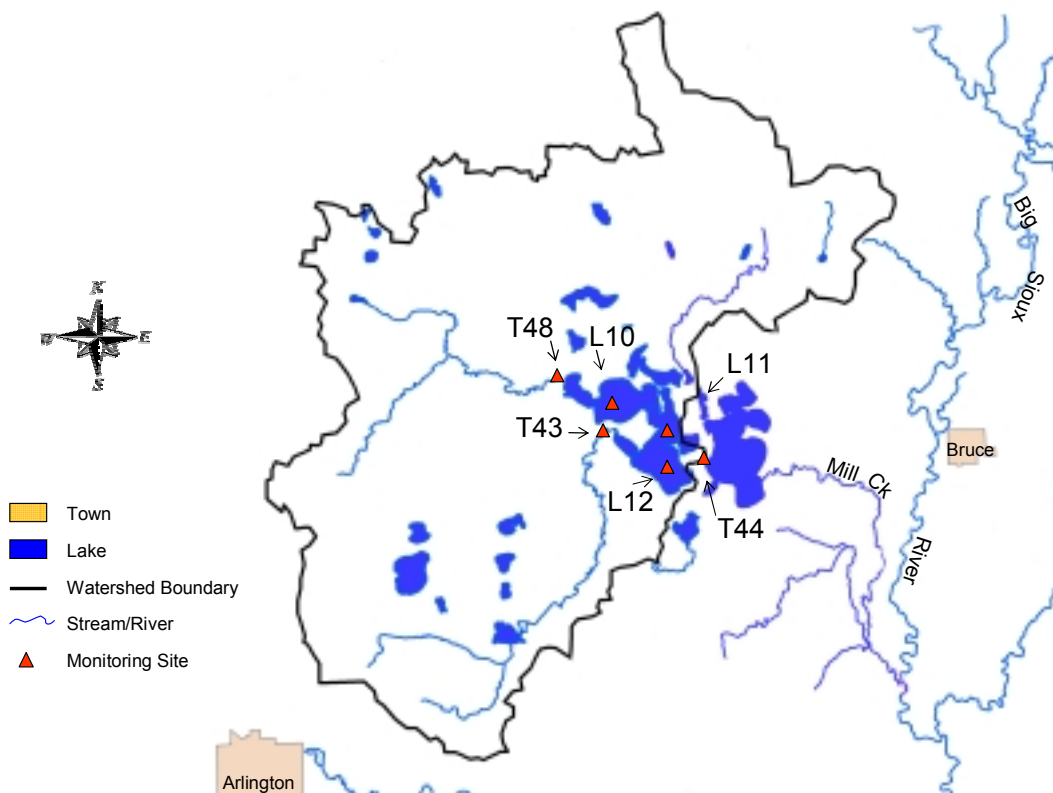 N
W
E
S
T48
L10
L11
T43
L12
T44
Big
Sioux
River
Bruce
Mill Ck
Town
Lake
Watershed Boundary
Stream/River
Monitoring Site
Arlington